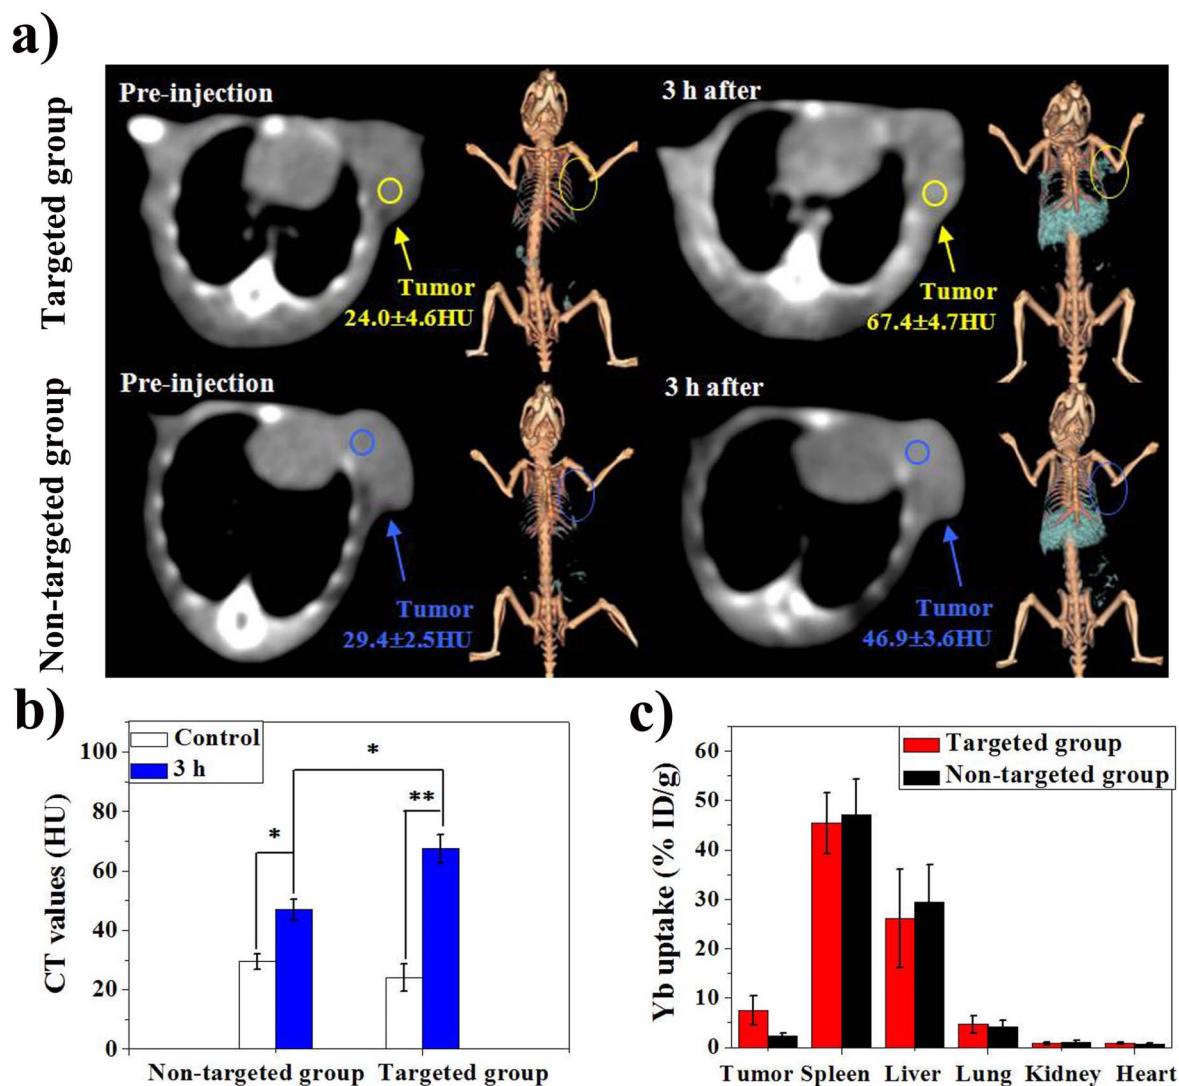 a)
Targeted group
Pre-injection
Tumor
24.0±4.6HU
3 h after
Tumor
67.4±4.7HU
Non-targeted group
Pre-injection
Tumor
29.4±2.5HU
3 h after
Tumor
46.9±3.6HU
b)
CT values (HU)
100
80
60
40
20
0
Control
3 h
*
*
**
Non-targeted group Targeted group
c)
Yb uptake (% ID/g)
60
50
40
30
20
10
0
Targeted group
Non-targeted group
Tumor Spleen Liver Lung Kidney Heart